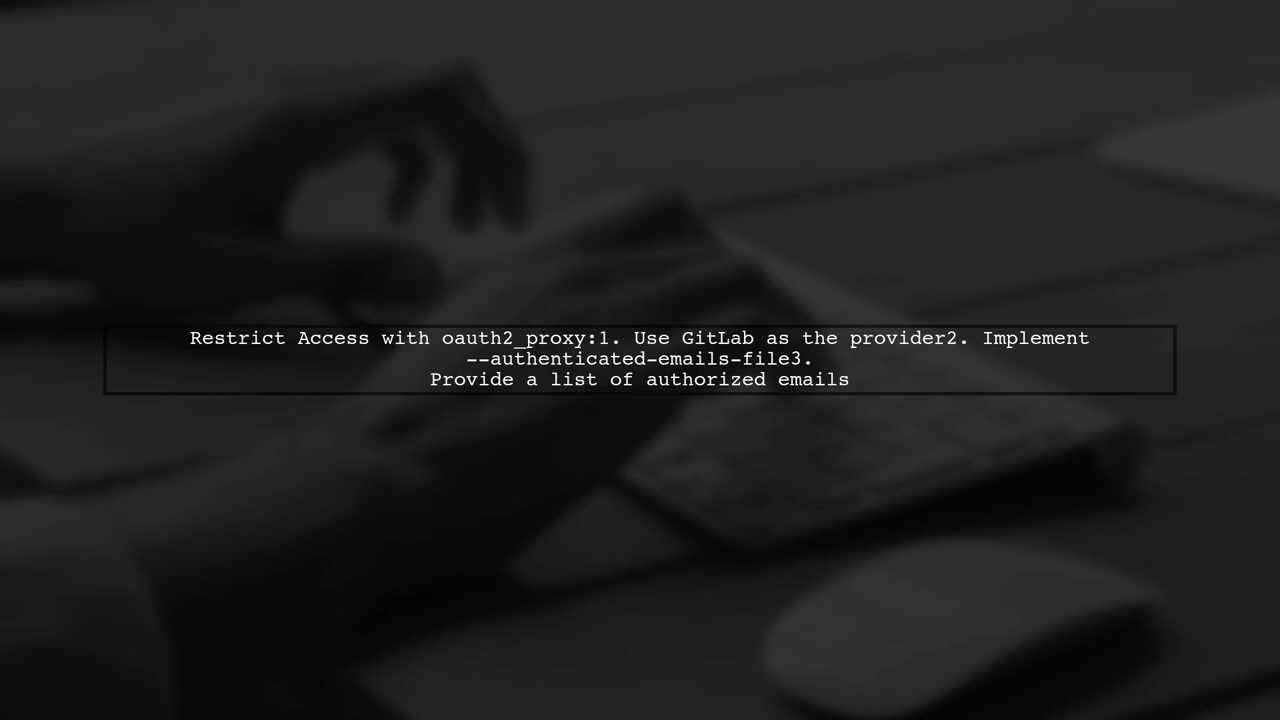 Restrict Access with oauth2_proxy:1. Use GitLab as the provider2. Implement
--authenticated-emails-file3.
Provide a list of authorized emails